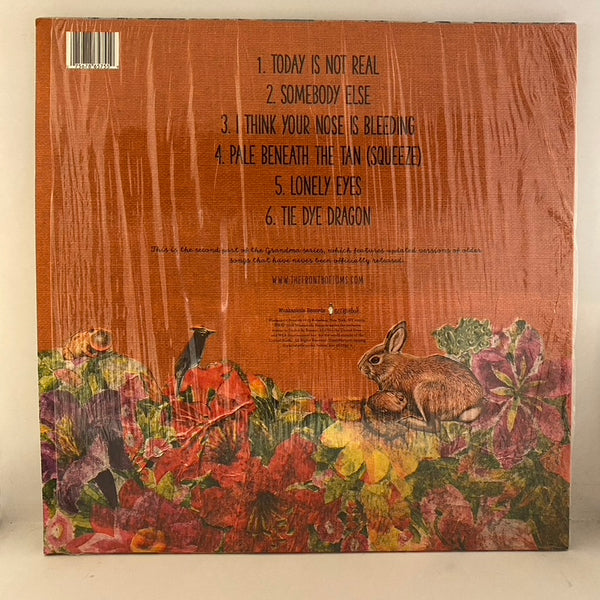 1. TODAY IS NOT REAL
2. SOMEBODY ELSE
3. I THINK YOUR NOSE IS BLEEDING
4. PALE BENEATH THE TAN (SQUEEZE)
5. LONELY EYES
6. TIE DYE DRAGON
This is the second part of the Grandma series, which features updated versions of older
songs that have never been officially released.
WWW.THEFRONTBOTTOMS.COM